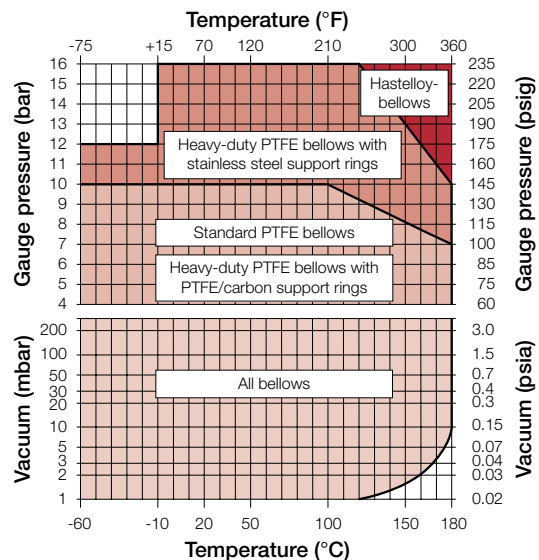 Temperature (°F)
-75 +15 70 120 210 300 360
Gauge pressure (bar)
16
15
14
13
12
11
10
9
8
7
6
5
4
235
220
205
190
175
160
145
130
115
100
85
75
60
Gauge pressure (psig)
Hastelloy-
bellows
Heavy-duty PTFE bellows with
stainless steel support rings
Standard PTFE bellows
Heavy-duty PTFE bellows with
PTFE/carbon support rings
Vacuum (mbar)
200
100
50
30
20
10
5
3
2
1
All bellows
3.0
1.5
0.7
0.4
0.3
0.15
0.07
0.04
0.03
0.02
Vacuum (psia)
-60 -10 20 50 100 150 180
Temperature (°C)